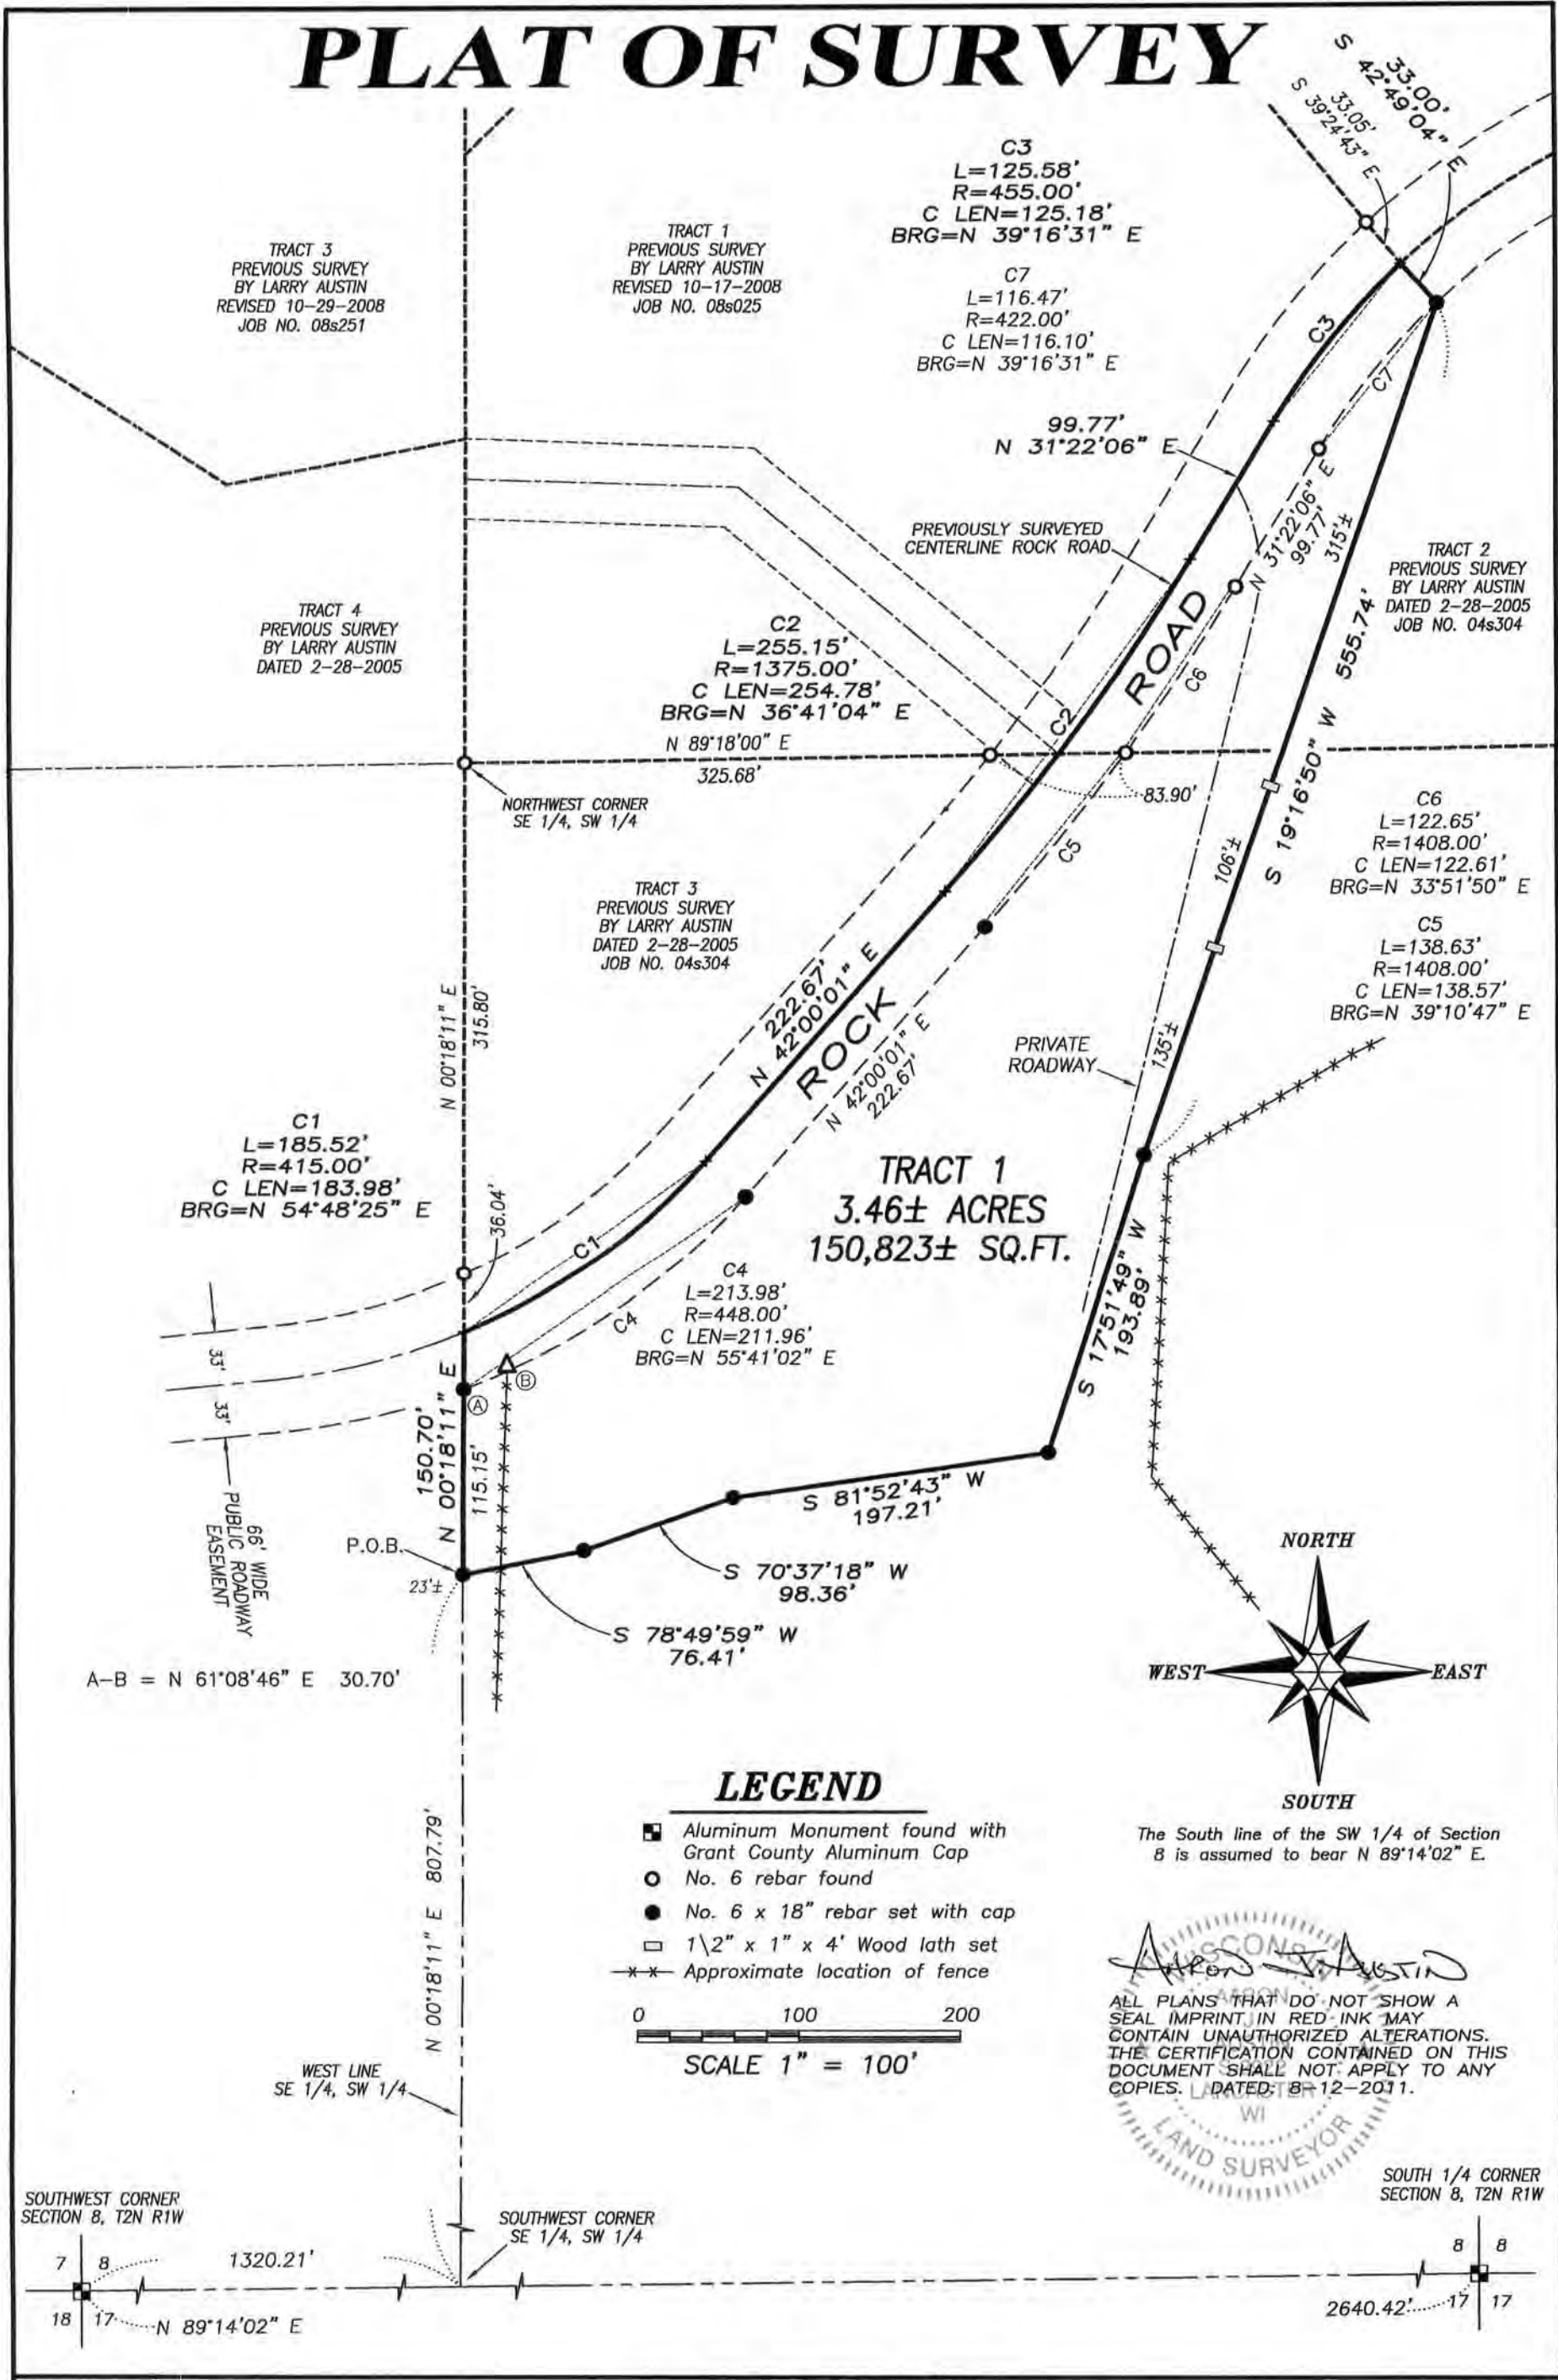 PLAT OF SURVEY
33.00'
S 42°49'04" E
33.05'
S 39°24'43" E
C3
L=125.58'
R=455.00'
C LEN=125.18'
BRG=N 39°16'31" E
TRACT 3
PREVIOUS SURVEY
BY LARRY AUSTIN
REVISED 10-29-2008
JOB NO. 08s251
TRACT 1
PREVIOUS SURVEY
BY LARRY AUSTIN
REVISED 10-17-2008
JOB NO. 08s025
C7
L=116.47'
R=422.00'
C LEN=116.10'
BRG=N 39°16'31" E
C3
C7
99.77'
N 31°22'06" E
N 31°22'06" E
99.77'
315'±
PREVIOUSLY SURVEYED
CENTERLINE ROCK ROAD
TRACT 2
PREVIOUS SURVEY
BY LARRY AUSTIN
DATED 2-28-2005
JOB NO. 04s304
TRACT 4
PREVIOUS SURVEY
BY LARRY AUSTIN
DATED 2-28-2005
C2
L=255.15'
R=1375.00'
C LEN=254.78'
BRG=N 36°41'04" E
ROAD
C6
C2
S 19°16'50" W 555.74'
N 89°18'00" E
325.68'
83.90'
NORTHWEST CORNER
SE 1/4, SW 1/4
C5
106'±
C6
L=122.65'
R=1408.00'
C LEN=122.61'
BRG=N 33°51'50" E
TRACT 3
PREVIOUS SURVEY
BY LARRY AUSTIN
DATED 2-28-2005
JOB NO. 04s304
C5
L=138.63'
R=1408.00'
C LEN=138.57'
BRG=N 39°10'47" E
N 00°18'11" E
315.80'
222.67'
N 42°00'01" E
ROCK
N 42°00'01" E
222.67'
PRIVATE
ROADWAY
135'±
C1
L=185.52'
R=415.00'
C LEN=183.98'
BRG=N 54°48'25" E
36.04'
C1
TRACT 1
3.46± ACRES
150,823± SQ.FT.
C4
L=213.98'
R=448.00'
C LEN=211.96'
BRG=N 55°41'02" E
C4
S 17°51'49" W
193.89'
33'
33'
A
B
150.70'
N 00°18'11" E
115.15'
66' WIDE
PUBLIC ROADWAY
EASEMENT
S 81°52'43" W
197.21'
P.O.B.
23'±
S 70°37'18" W
98.36'
S 78°49'59" W
76.41'
A-B = N 61°08'46" E 30.70'
NORTH
WEST
EAST
SOUTH
The South line of the SW 1/4 of Section
8 is assumed to bear N 89°14'02" E.
LEGEND
Aluminum Monument found with
Grant County Aluminum Cap
No. 6 rebar found
No. 6 x 18" rebar set with cap
1\2" x 1" x 4' Wood lath set
Approximate location of fence
0 100 200
SCALE 1" = 100'
N 00°18'11" E 807.79'
WEST LINE
SE 1/4, SW 1/4
Aaron J. Austin
WISCONSIN
AARON
LANCASTER
WI
LAND SURVEYOR
ALL PLANS THAT DO NOT SHOW A
SEAL IMPRINT IN RED INK MAY
CONTAIN UNAUTHORIZED ALTERATIONS.
THE CERTIFICATION CONTAINED ON THIS
DOCUMENT SHALL NOT APPLY TO ANY
COPIES. DATED: 8-12-2011.
SOUTHWEST CORNER
SECTION 8, T2N R1W
7 8
18 17
1320.21'
N 89°14'02" E
SOUTHWEST CORNER
SE 1/4, SW 1/4
SOUTH 1/4 CORNER
SECTION 8, T2N R1W
8 8
2640.42'
17 17